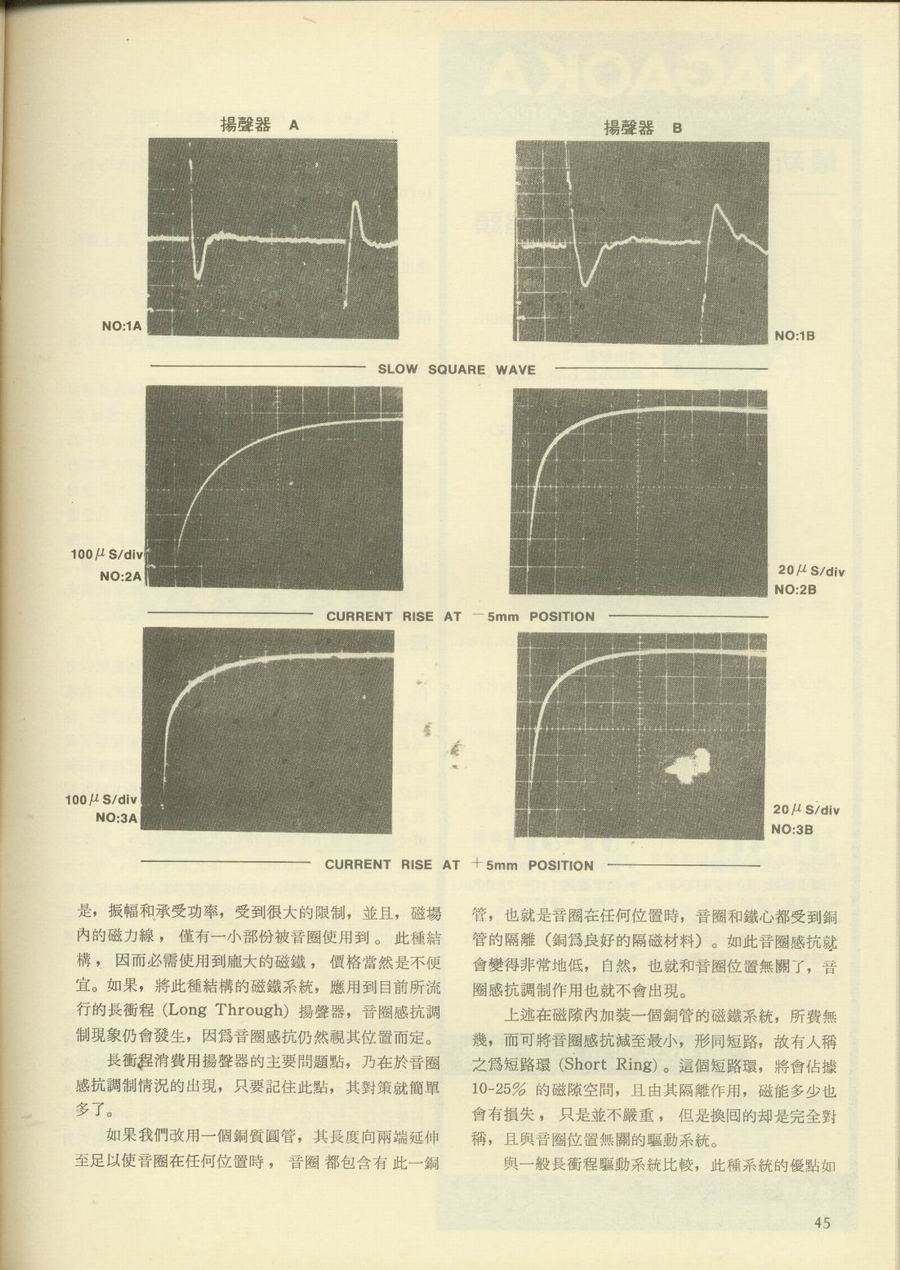 揚聲器 A
揚聲器 B
NO:1A
NO:1B
SLOW SQUARE WAVE
100μS/div
NO:2A
20μS/div
NO:2B
CURRENT RISE AT －5mm POSITION
100μS/div
NO:3A
20μS/div
NO:3B
CURRENT RISE AT ＋5mm POSITION
是，振幅和承受功率，受到很大的限制，並且，磁場
內的磁力線，僅有一小部份被音圈使用到。此種結
構，因而必需使用到龐大的磁鐵，價格當然是不便
宜。如果，將此種結構的磁鐵系統，應用到目前所流
行的長衝程 (Long Through) 揚聲器，音圈感抗調
制現象仍會發生，因爲音圈感抗仍然視其位置而定。
長衝程消費用揚聲器的主要問題點，乃在於音圈
感抗調制情況的出現，只要記住此點，其對策就簡單
多了。
如果我們改用一個銅質圓管，其長度向兩端延伸
至足以使音圈在任何位置時，音圈都包含有此一銅
管，也就是音圈在任何位置時，音圈和鐵心都受到銅
管的隔離（銅爲良好的隔磁材料）。如此音圈感抗就
會變得非常地低，自然，也就和音圈位置無關了，音
圈感抗調制作用也就不會出現。
上述在磁隙內加裝一個銅管的磁鐵系統，所費無
幾，而可將音圈感抗減至最小，形同短路，故有人稱
之爲短路環 (Short Ring)。這個短路環，將會佔據
10-25% 的磁隙空間，且由其隔離作用，磁能多少也
會有損失，只是並不嚴重，但是換回的却是完全對
稱，且與音圈位置無關的驅動系統。
與一般長衝程驅動系統比較，此種系統的優點如
45